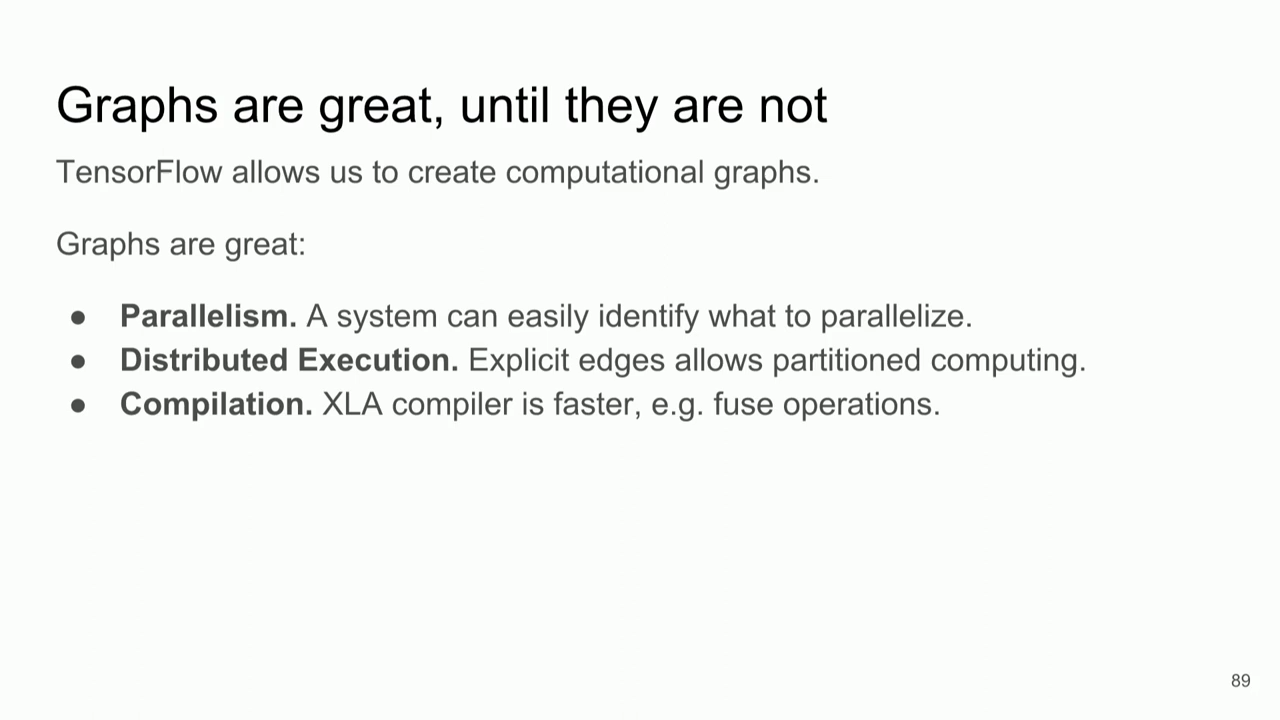 Graphs are great, until they are not
TensorFlow allows us to create computational graphs.
Graphs are great:
● Parallelism. A system can easily identify what to parallelize.
● Distributed Execution. Explicit edges allows partitioned computing.
● Compilation. XLA compiler is faster, e.g. fuse operations.
89